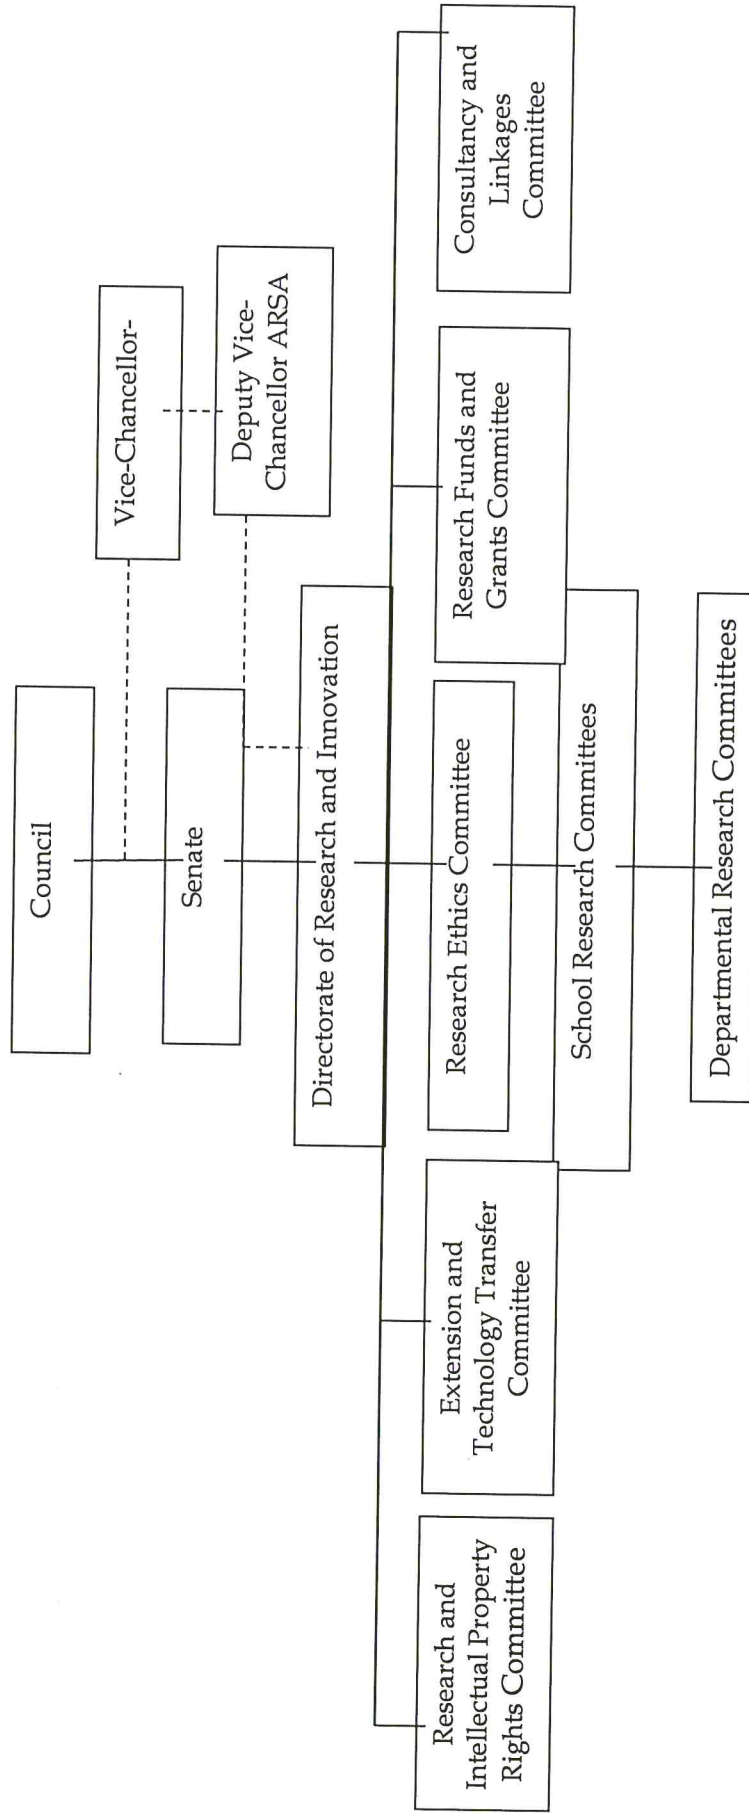 Council
Vice-Chancellor-
Senate
Deputy Vice-
Chancellor ARSA
Directorate of Research and Innovation
Research and
Intellectual Property
Rights Committee
Extension and
Technology Transfer
Committee
Research Ethics Committee
Research Funds and
Grants Committee
Consultancy and
Linkages
Committee
School Research Committees
Departmental Research Committees